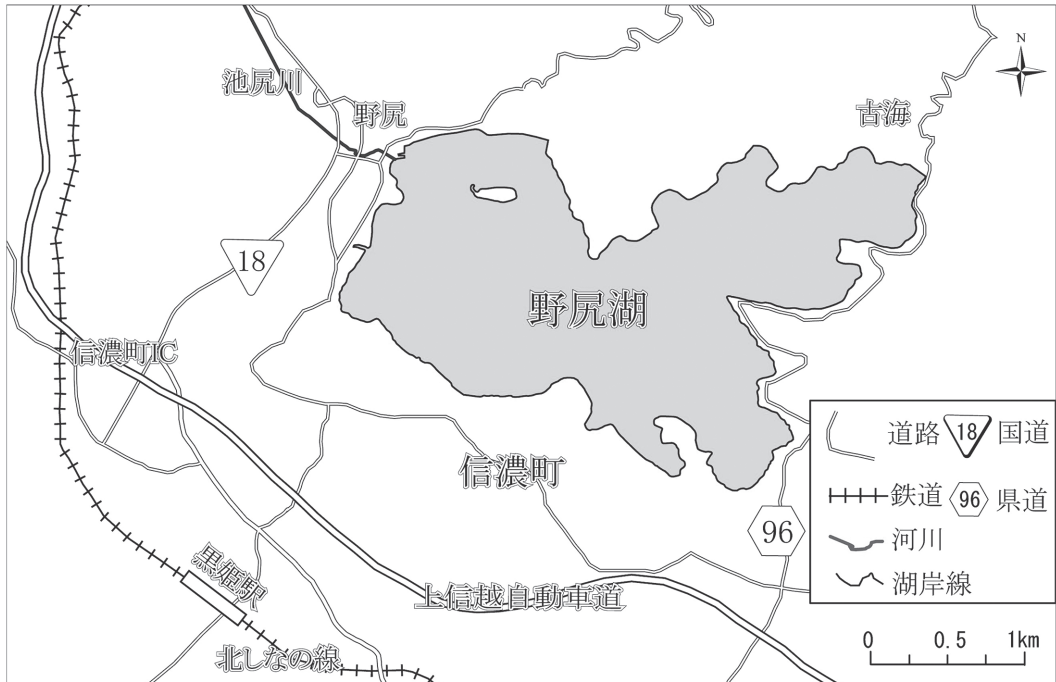 N
池尻川
野尻
古海
18
野尻湖
信濃町IC
信濃町
96
黒姫駅
上信越自動車道
北しなの線
道路 18 国道
鉄道 96 県道
河川
湖岸線
0 0.5 1km